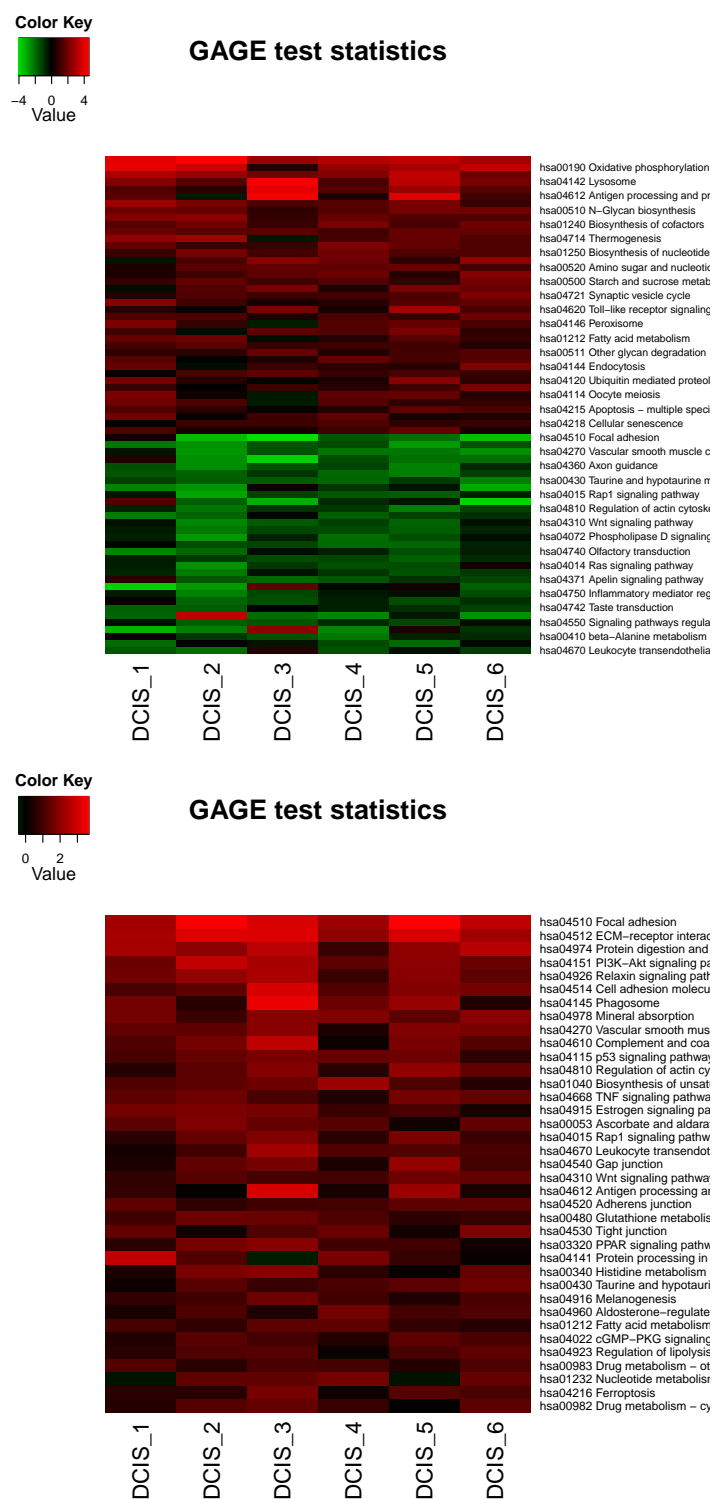 Color Key
GAGE test statistics
−4 0 4
Value
hsa00190 Oxidative phosphorylation
hsa04142 Lysosome
hsa04612 Antigen processing and pr
hsa00510 N−Glycan biosynthesis
hsa01240 Biosynthesis of cofactors
hsa04714 Thermogenesis
hsa01250 Biosynthesis of nucleotide
hsa00520 Amino sugar and nucleotic
hsa00500 Starch and sucrose metab
hsa04721 Synaptic vesicle cycle
hsa04620 Toll−like receptor signaling
hsa04146 Peroxisome
hsa01212 Fatty acid metabolism
hsa00511 Other glycan degradation
hsa04144 Endocytosis
hsa04120 Ubiquitin mediated proteol
hsa04114 Oocyte meiosis
hsa04215 Apoptosis − multiple speci
hsa04218 Cellular senescence
hsa04510 Focal adhesion
hsa04270 Vascular smooth muscle c
hsa04360 Axon guidance
hsa00430 Taurine and hypotaurine m
hsa04015 Rap1 signaling pathway
hsa04810 Regulation of actin cytoske
hsa04310 Wnt signaling pathway
hsa04072 Phospholipase D signaling
hsa04740 Olfactory transduction
hsa04014 Ras signaling pathway
hsa04371 Apelin signaling pathway
hsa04750 Inflammatory mediator reg
hsa04742 Taste transduction
hsa04550 Signaling pathways regula
hsa00410 beta−Alanine metabolism
hsa04670 Leukocyte transendothelia
DCIS_1 DCIS_2 DCIS_3 DCIS_4 DCIS_5 DCIS_6
Color Key
GAGE test statistics
0 2
Value
hsa04510 Focal adhesion
hsa04512 ECM−receptor interac
hsa04974 Protein digestion and
hsa04151 PI3K−Akt signaling pa
hsa04926 Relaxin signaling path
hsa04514 Cell adhesion molecu
hsa04145 Phagosome
hsa04978 Mineral absorption
hsa04270 Vascular smooth mus
hsa04610 Complement and coa
hsa04115 p53 signaling pathway
hsa04810 Regulation of actin cy
hsa01040 Biosynthesis of unsat
hsa04668 TNF signaling pathwa
hsa04915 Estrogen signaling pa
hsa00053 Ascorbate and aldara
hsa04015 Rap1 signaling pathw
hsa04670 Leukocyte transendot
hsa04540 Gap junction
hsa04310 Wnt signaling pathway
hsa04612 Antigen processing an
hsa04520 Adherens junction
hsa00480 Glutathione metabolis
hsa04530 Tight junction
hsa03320 PPAR signaling pathw
hsa04141 Protein processing in
hsa00340 Histidine metabolism
hsa00430 Taurine and hypotauri
hsa04916 Melanogenesis
hsa04960 Aldosterone−regulate
hsa01212 Fatty acid metabolism
hsa04022 cGMP−PKG signaling
hsa04923 Regulation of lipolysis
hsa00983 Drug metabolism − ot
hsa01232 Nucleotide metabolism
hsa04216 Ferroptosis
hsa00982 Drug metabolism − cy
DCIS_1 DCIS_2 DCIS_3 DCIS_4 DCIS_5 DCIS_6